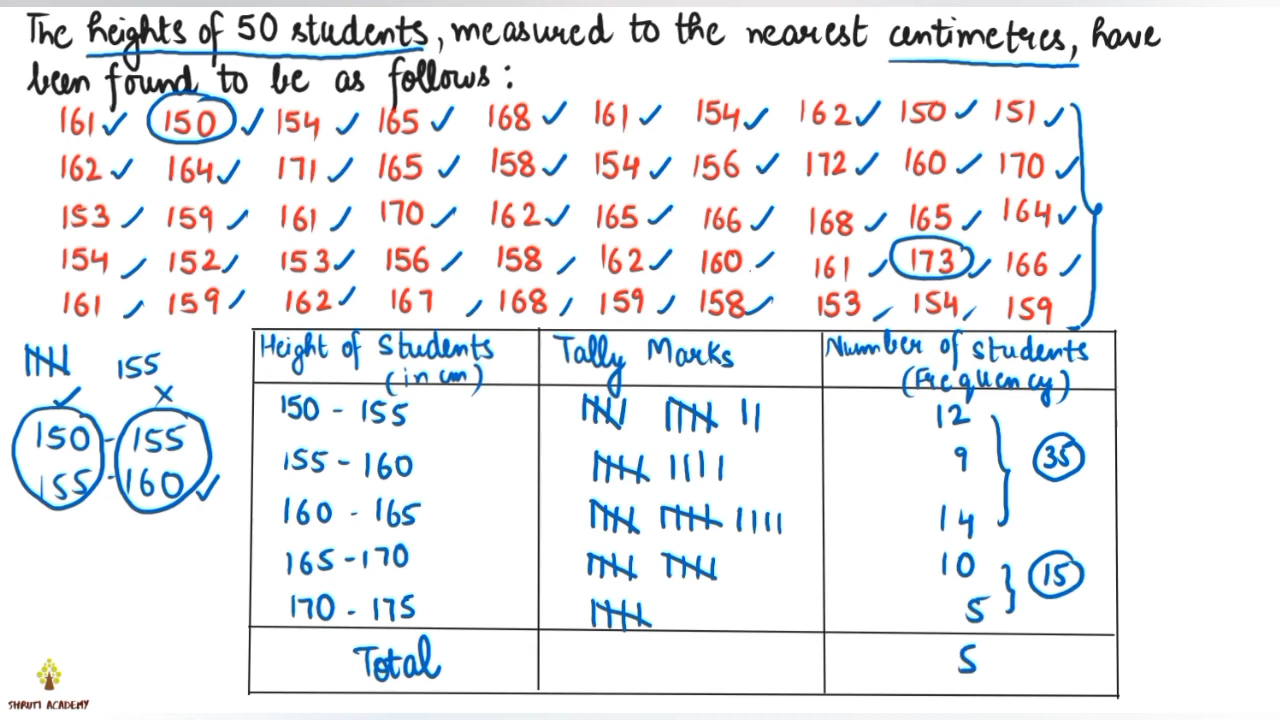 The heights of 50 students, measured to the nearest centimetres, have
been found to be as follows:
161 150 154 165 168 161 154 162 150 151
162 164 171 165 158 154 156 172 160 170
153 159 161 170 162 165 166 168 165 164
154 152 153 156 158 162 160 161 173 166
161 159 162 167 168 159 158 153 154 159
155
150 - 155
155 - 160
Height of Students (in cm) Tally Marks Number of students (Frequency)
150 - 155 12
155 - 160 9
35
160 - 165 14
165 - 170 10
15
170 - 175 5
Total 5
SHRUTI ACADEMY